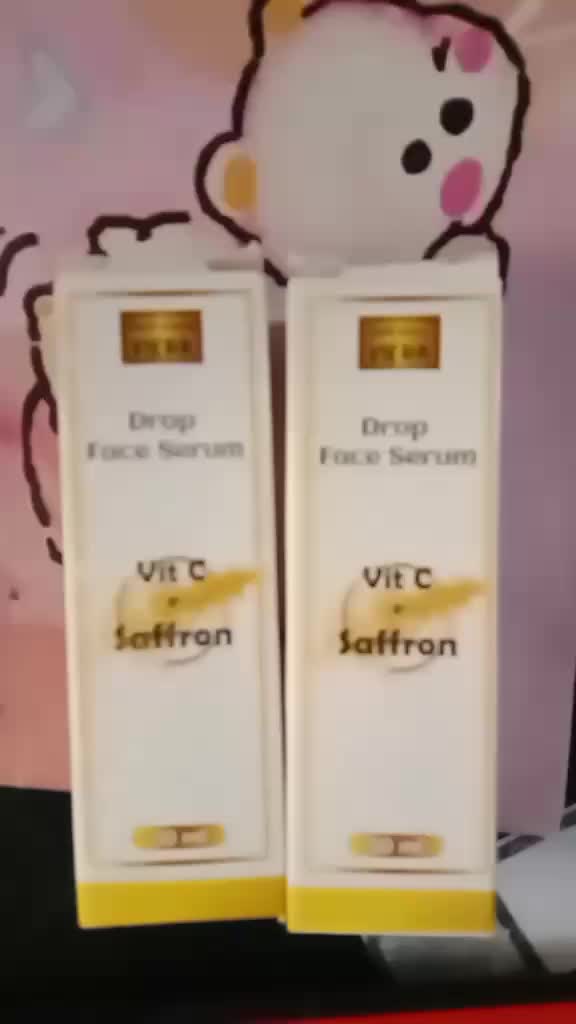 Drop
Face Serum
Vit C
+
Saffron
Drop
Face Serum
Vit C
+
Saffron